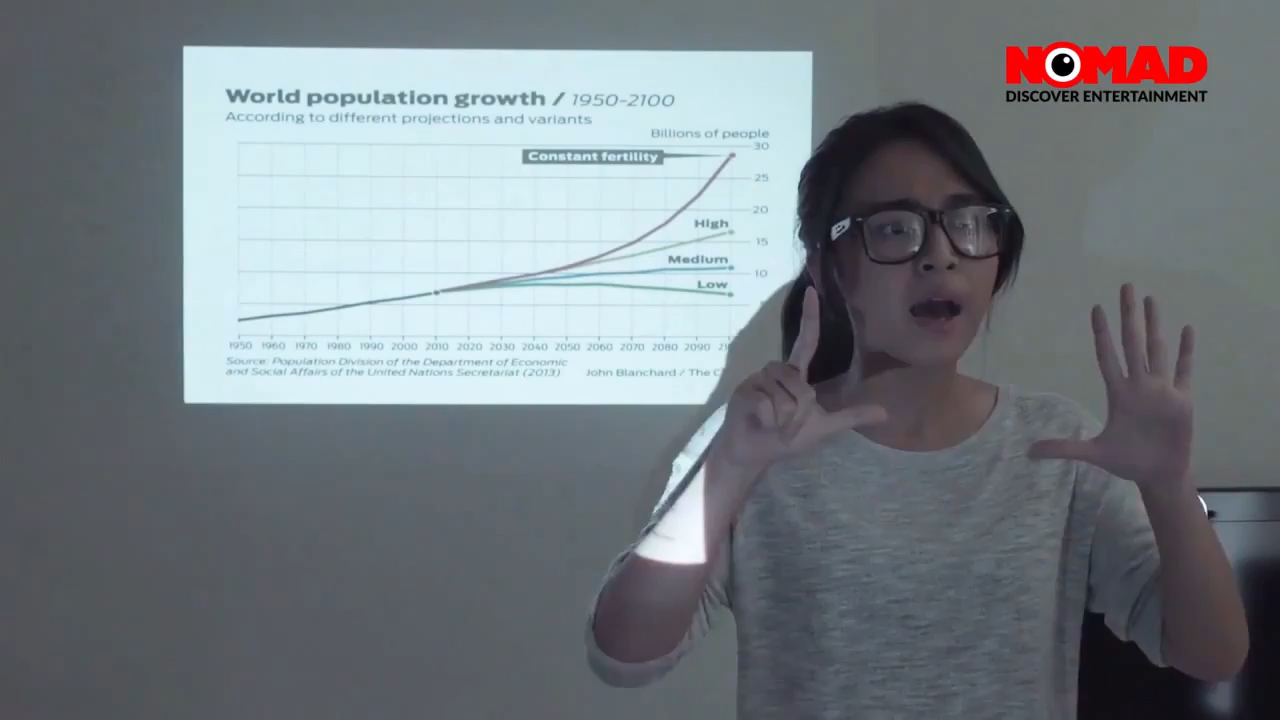 NOMAD
DISCOVER ENTERTAINMENT
World population growth / 1950-2100
According to different projections and variants
Billions of people
30
Constant fertility
25
20
High
15
Medium
10
Low
1950 1960 1970 1980 1990 2000 2010 2020 2030 2040 2050 2060 2070 2080 2090
Source: Population Division of the Department of Economic
and Social Affairs of the United Nations Secretariat (2013) John Blanchard / The C